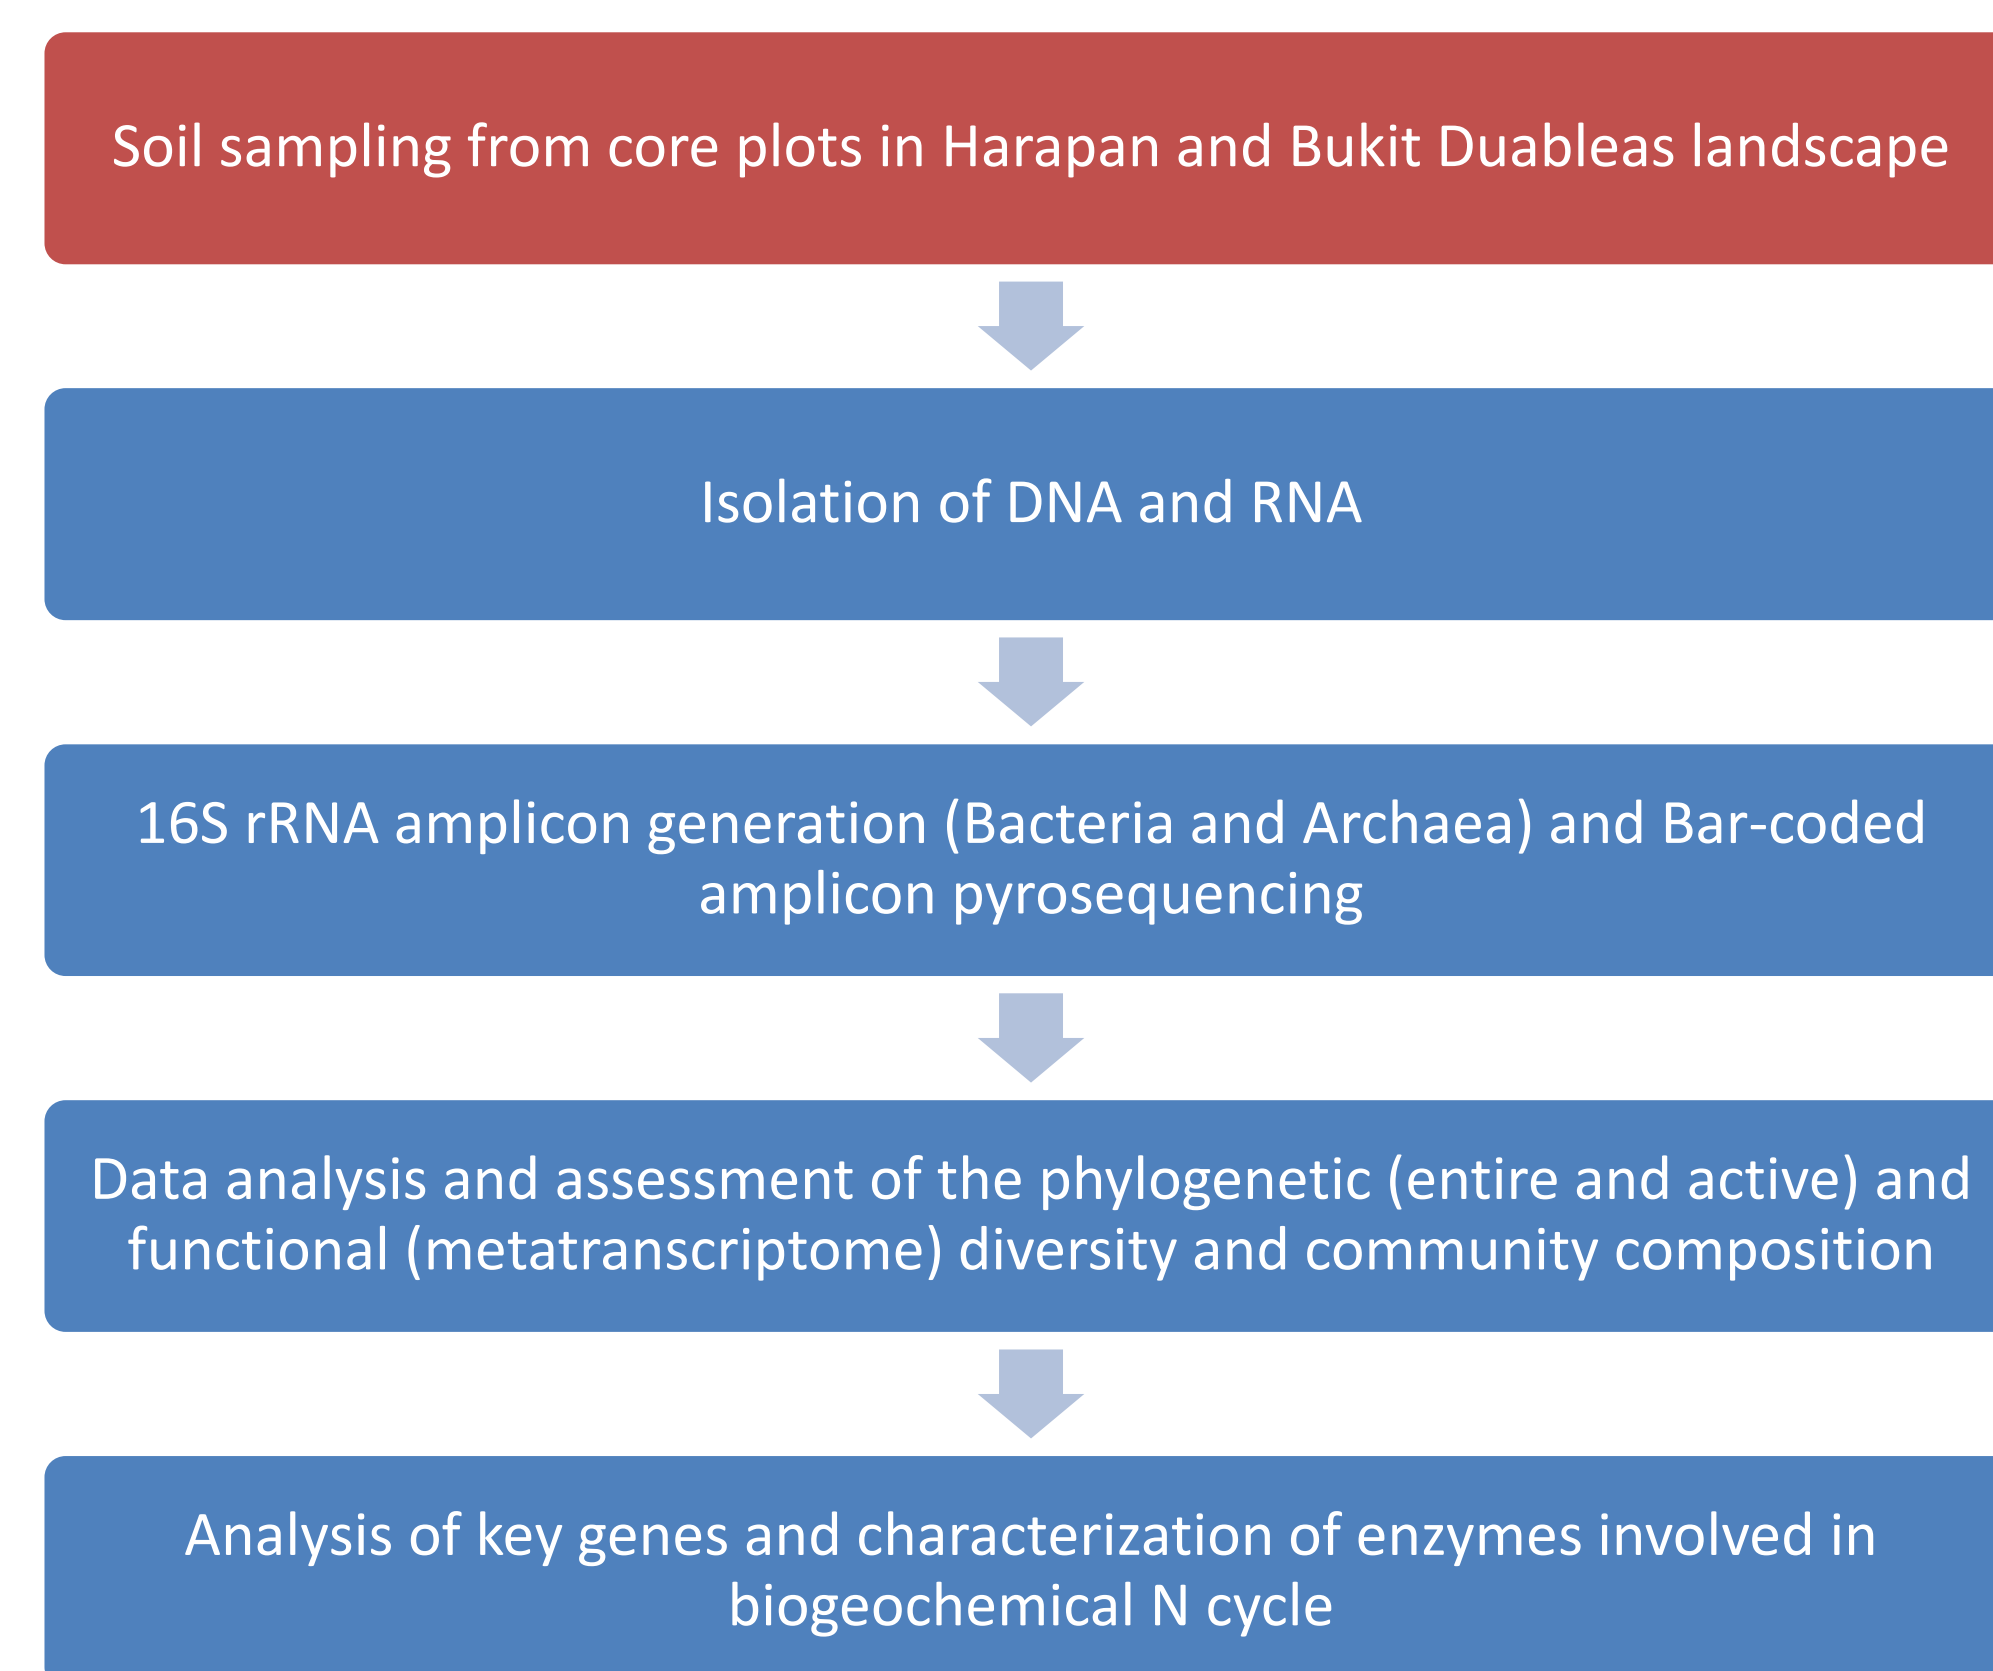 Soil sampling from core plots in Harapan and Bukit Duableas landscape
Isolation of DNA and RNA
16S rRNA amplicon generation (Bacteria and Archaea) and Bar-coded
amplicon pyrosequencing
Data analysis and assessment of the phylogenetic (entire and active) and
functional (metatranscriptome) diversity and community composition
Analysis of key genes and characterization of enzymes involved in
biogeochemical N cycle